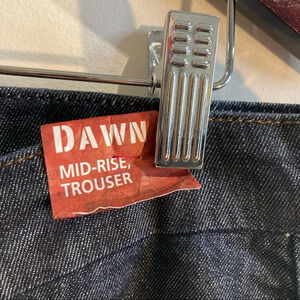 DAWN
MID-RISE,
TROUSER